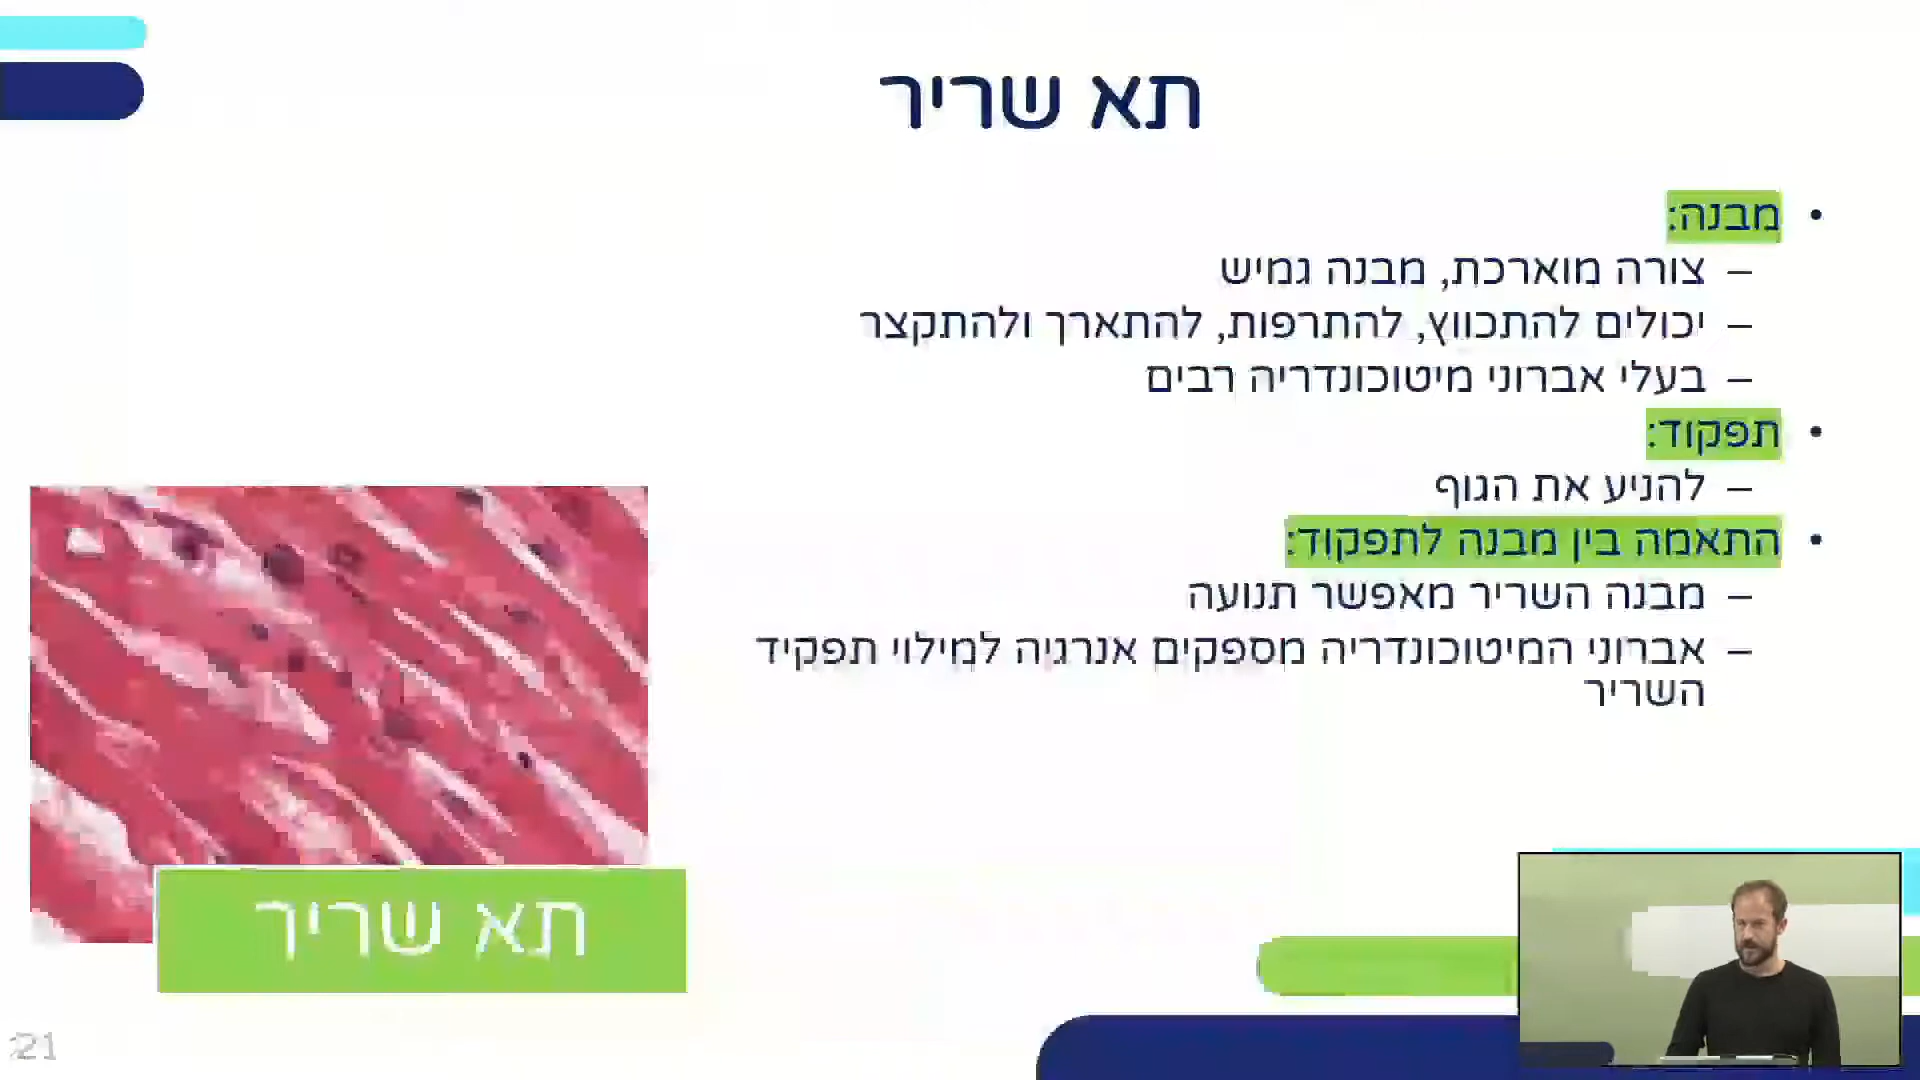 תא שריר
• מבנה:
– צורה מוארכת, מבנה גמיש
– יכולים להתכווץ, להתרפות, להתארך ולהתקצר
– בעלי אברוני מיטוכונדריה רבים
• תפקוד:
– להניע את הגוף
• התאמה בין מבנה לתפקוד:
– מבנה השריר מאפשר תנועה
– אברוני המיטוכונדריה מספקים אנרגיה למילוי תפקיד
השריר
תא שריר
21